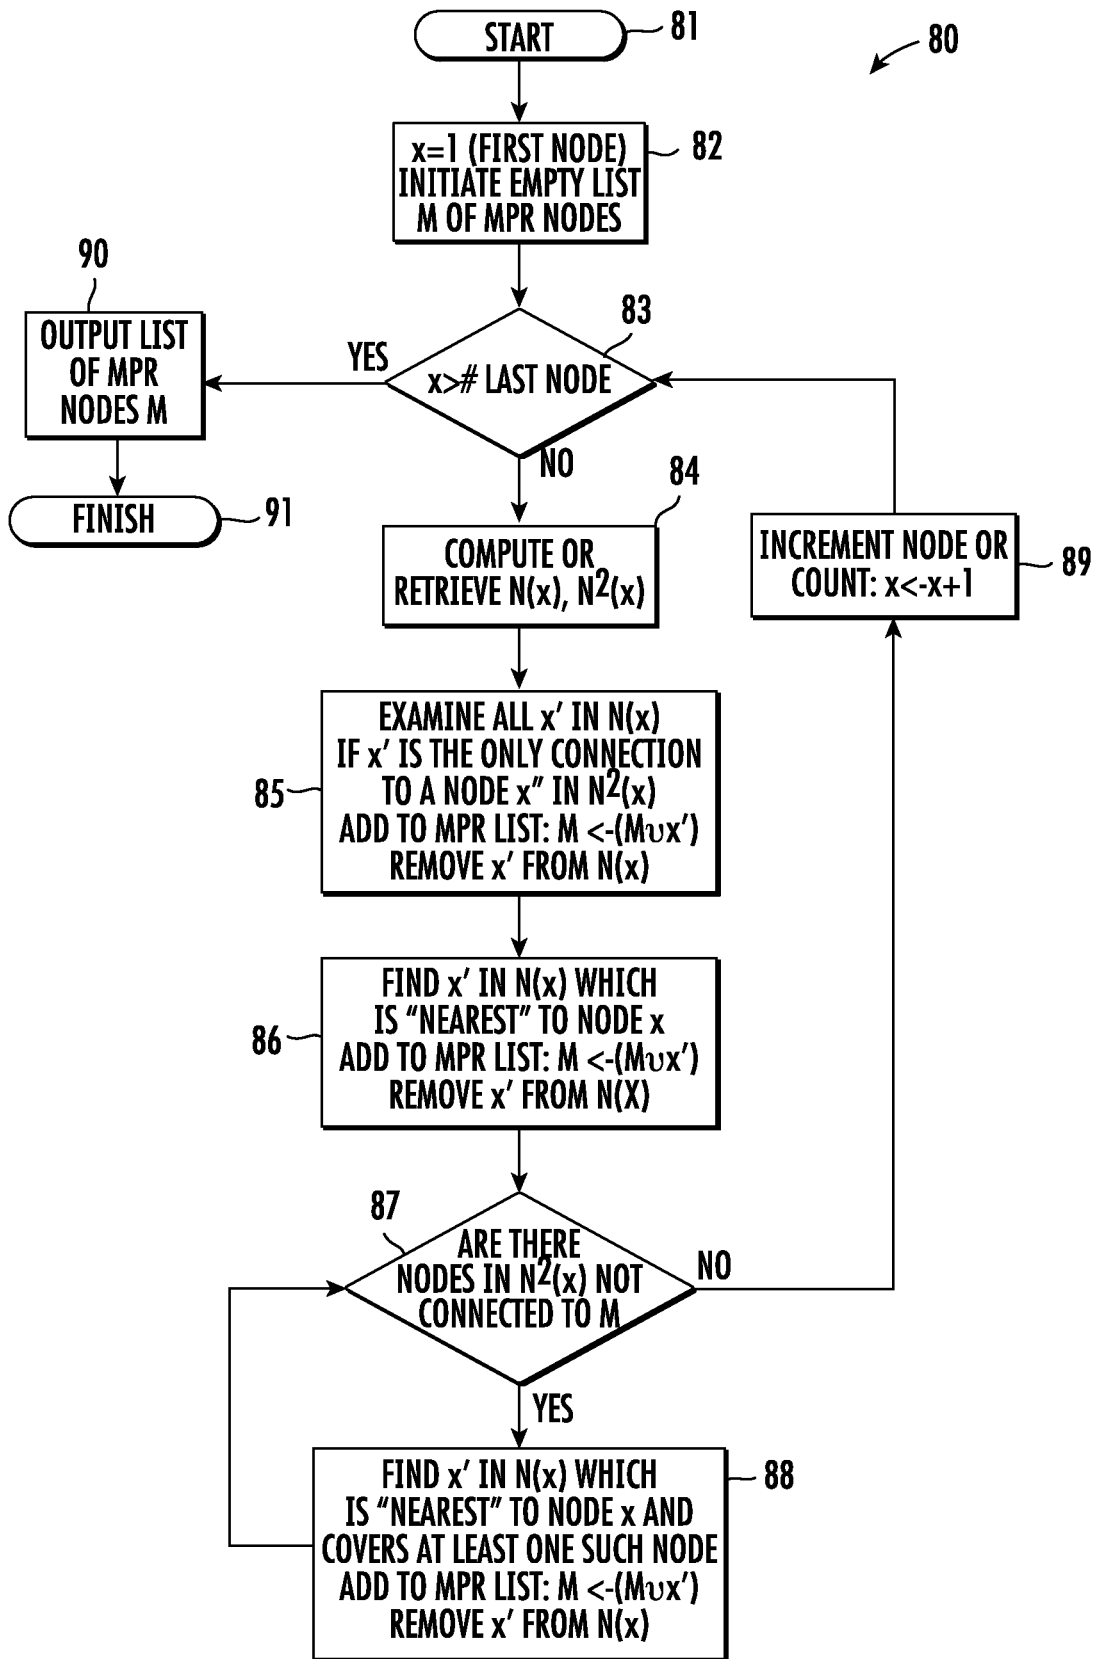 START
81
80
x=1 (FIRST NODE)
INITIATE EMPTY LIST
M OF MPR NODES
82
90
OUTPUT LIST
OF MPR
NODES M
YES
83
x># LAST NODE
NO
FINISH
91
84
COMPUTE OR
RETRIEVE N(x), N²(x)
INCREMENT NODE OR
COUNT: x<-x+1
89
85
EXAMINE ALL x' IN N(x)
IF x' IS THE ONLY CONNECTION
TO A NODE x" IN N²(x)
ADD TO MPR LIST: M <-(Mυx')
REMOVE x' FROM N(x)
86
FIND x' IN N(x) WHICH
IS "NEAREST" TO NODE x
ADD TO MPR LIST: M <-(Mυx')
REMOVE x' FROM N(X)
87
ARE THERE
NODES IN N²(x) NOT
CONNECTED TO M
NO
YES
88
FIND x' IN N(x) WHICH
IS "NEAREST" TO NODE x AND
COVERS AT LEAST ONE SUCH NODE
ADD TO MPR LIST: M <-(Mυx')
REMOVE x' FROM N(x)